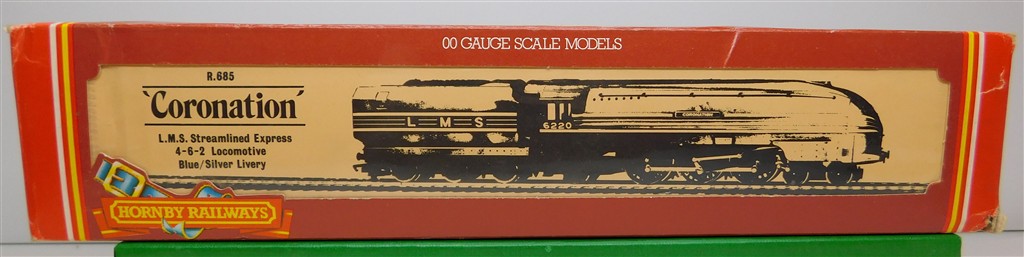 00 GAUGE SCALE MODELS
R.685
'Coronation'
L.M.S. Streamlined Express
4-6-2 Locomotive
Blue/Silver Livery
L M S
6220
CORONATION
HORNBY RAILWAYS